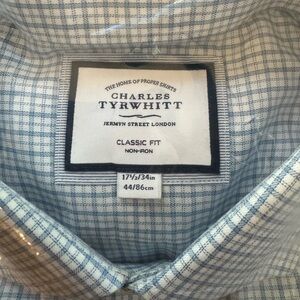 THE HOME OF PROPER SHIRTS
CHARLES
TYRWHITT
JERMYN STREET LONDON
CLASSIC FIT
NON-IRON
17½/34in
44/86cm